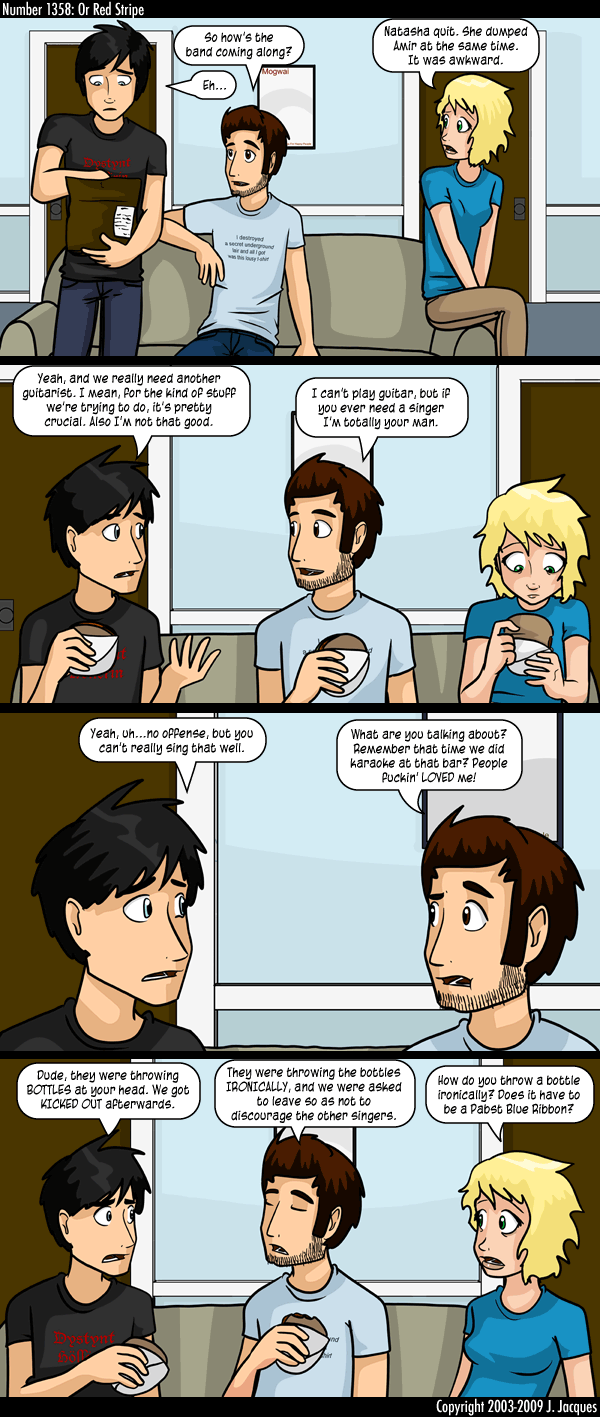 Number 1358: Or Red Stripe
So how's the
band coming along?
Eh...
Natasha quit. She dumped
Amir at the same time.
It was awkward.
Mogwai
I destroyed
a secret underground
lair and all I got
was this lousy t-shirt
Yeah, and we really need another
guitarist. I mean, for the kind of stuff
we're trying to do, it's pretty
crucial. Also I'm not that good.
I can't play guitar, but if
you ever need a singer
I'm totally your man.
Yeah, uh...no offense, but you
can't really sing that well.
What are you talking about?
Remember that time we did
karaoke at that bar? People
fuckin' LOVED me!
Dude, they were throwing
BOTTLES at your head. We got
KICKED OUT afterwards.
They were throwing the bottles
IRONICALLY, and we were asked
to leave so as not to
discourage the other singers.
How do you throw a bottle
ironically? Does it have to
be a Pabst Blue Ribbon?
Copyright 2003-2009 J. Jacques